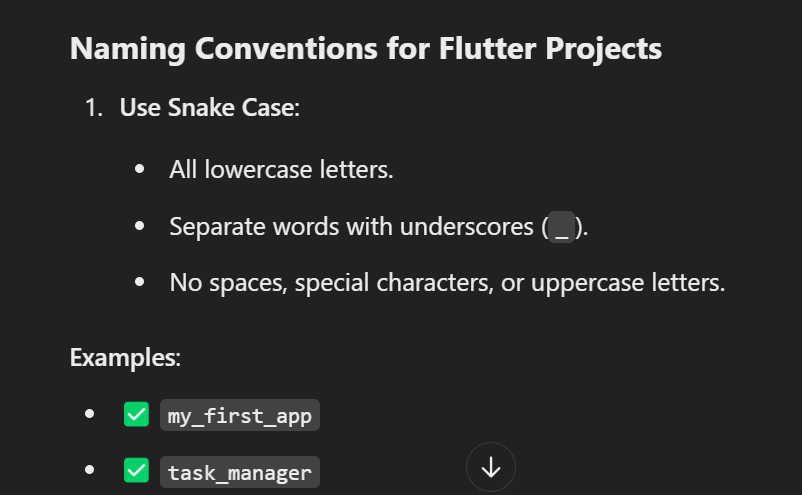 Naming Conventions for Flutter Projects
1. Use Snake Case:
• All lowercase letters.
• Separate words with underscores ( _ ).
• No spaces, special characters, or uppercase letters.
Examples:
• ✅ my_first_app
• ✅ task_manager